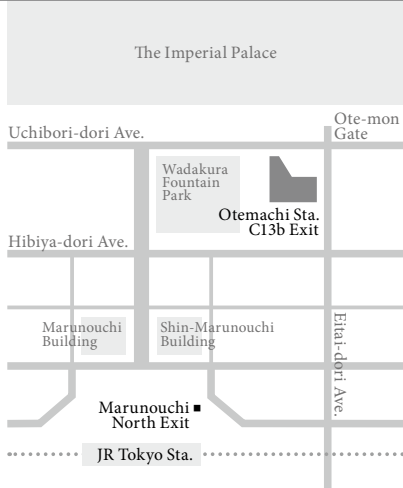 The Imperial Palace
Ote-mon
Gate
Uchibori-dori Ave.
Wadakura
Fountain
Park
Otemachi Sta.
C13b Exit
Hibiya-dori Ave.
Marunouchi
Building
Shin-Marunouchi
Building
Eitai-dori Ave.
Marunouchi
North Exit
JR Tokyo Sta.